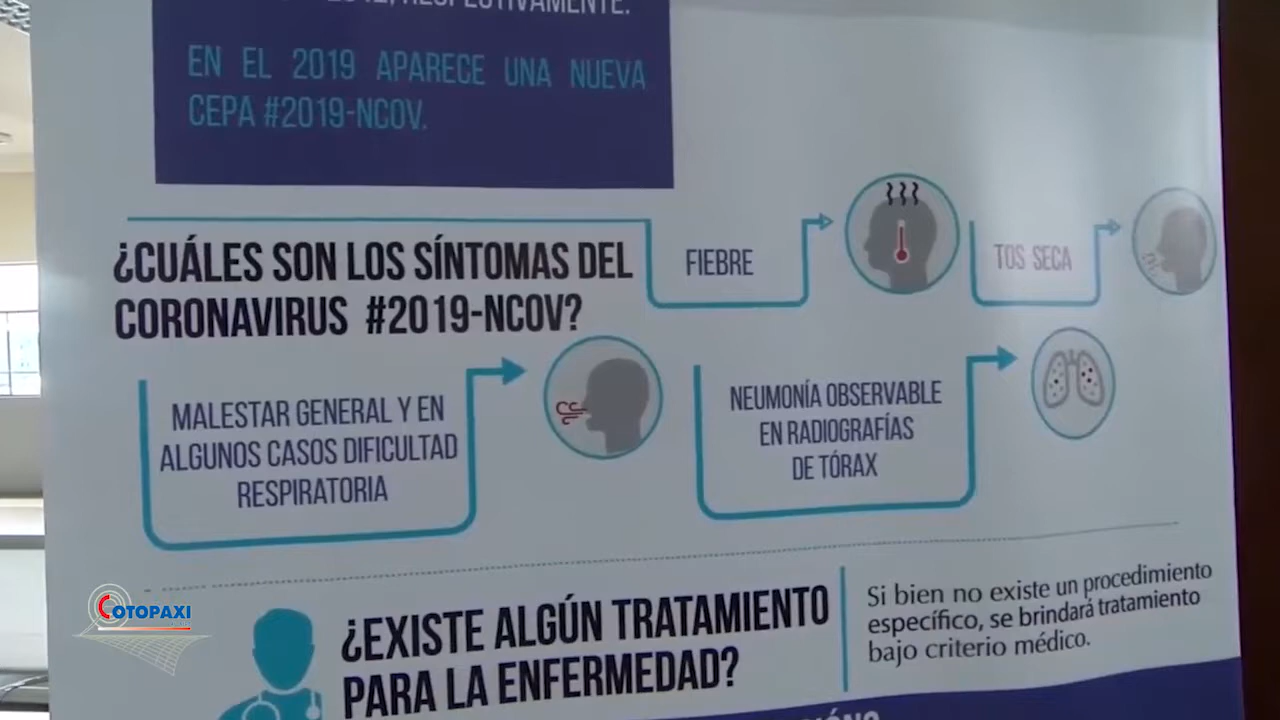 RESPECTIVAMENTE.
EN EL 2019 APARECE UNA NUEVA
CEPA #2019-NCOV.
¿CUÁLES SON LOS SÍNTOMAS DEL
CORONAVIRUS #2019-NCOV?
FIEBRE
TOS SECA
MALESTAR GENERAL Y EN
ALGUNOS CASOS DIFICULTAD
RESPIRATORIA
NEUMONÍA OBSERVABLE
EN RADIOGRAFÍAS
DE TÓRAX
¿EXISTE ALGÚN TRATAMIENTO
PARA LA ENFERMEDAD?
Si bien no existe un procedimiento
específico, se brindará tratamiento
bajo criterio médico.
COTOPAXI